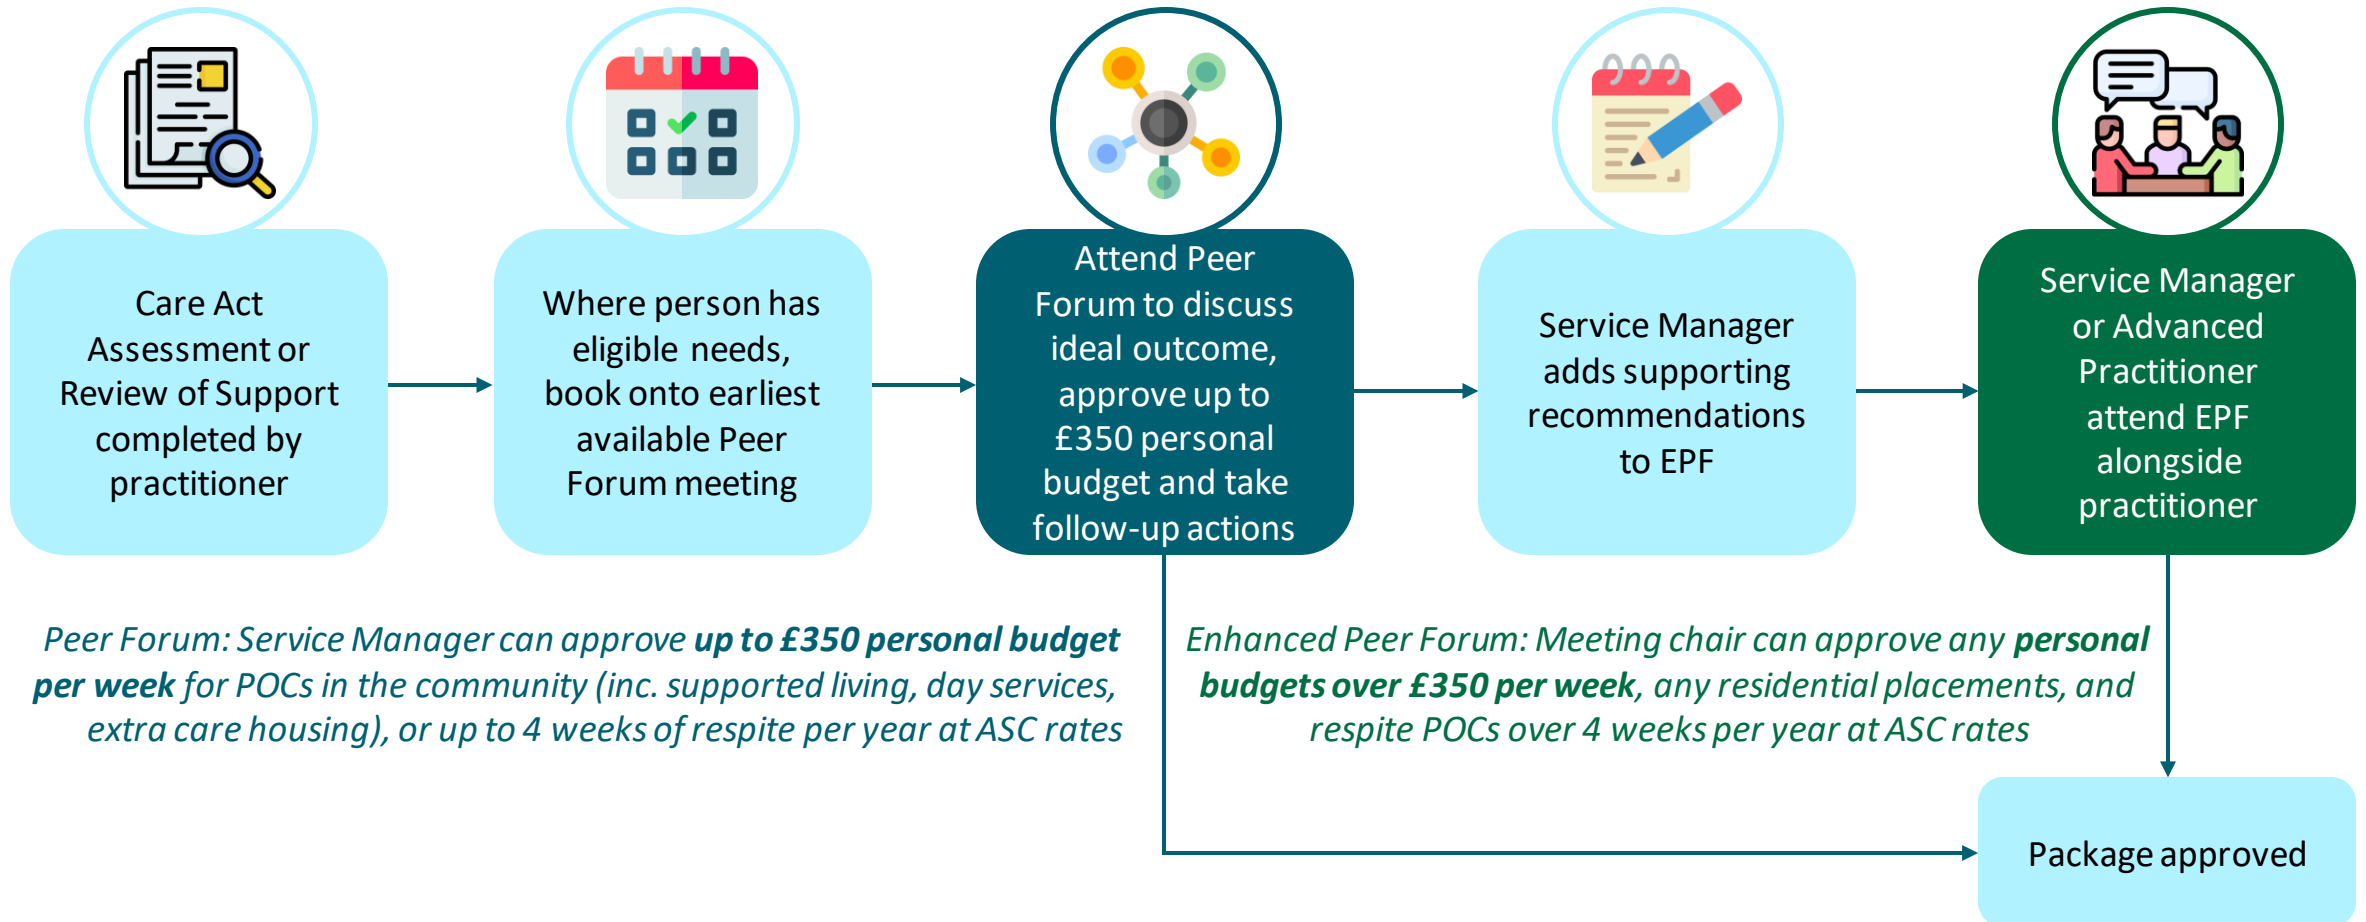 Care Act
Assessment or
Review of Support
completed by
practitioner
Where person has
eligible needs,
book onto earliest
available Peer
Forum meeting
Attend Peer
Forum to discuss
ideal outcome,
approve up to
£350 personal
budget and take
follow-up actions
Service Manager
adds supporting
recommendations
to EPF
Service Manager
or Advanced
Practitioner
attend EPF
alongside
practitioner
Peer Forum: Service Manager can approve up to £350 personal budget
per week for POCs in the community (inc. supported living, day services,
extra care housing), or up to 4 weeks of respite per year at ASC rates
Enhanced Peer Forum: Meeting chair can approve any personal
budgets over £350 per week, any residential placements, and
respite POCs over 4 weeks per year at ASC rates
Package approved